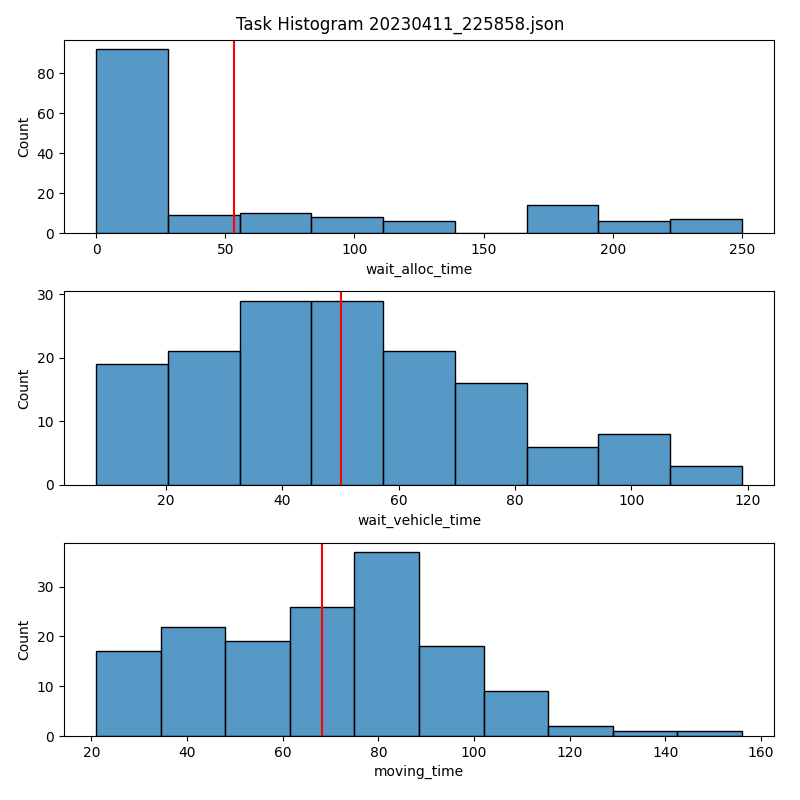 Task Histogram 20230411_225858.json
80
60
40
20
0
Count
0 50 100 150 200 250
wait_alloc_time
30
20
10
0
Count
20 40 60 80 100 120
wait_vehicle_time
30
20
10
0
Count
20 40 60 80 100 120 140 160
moving_time